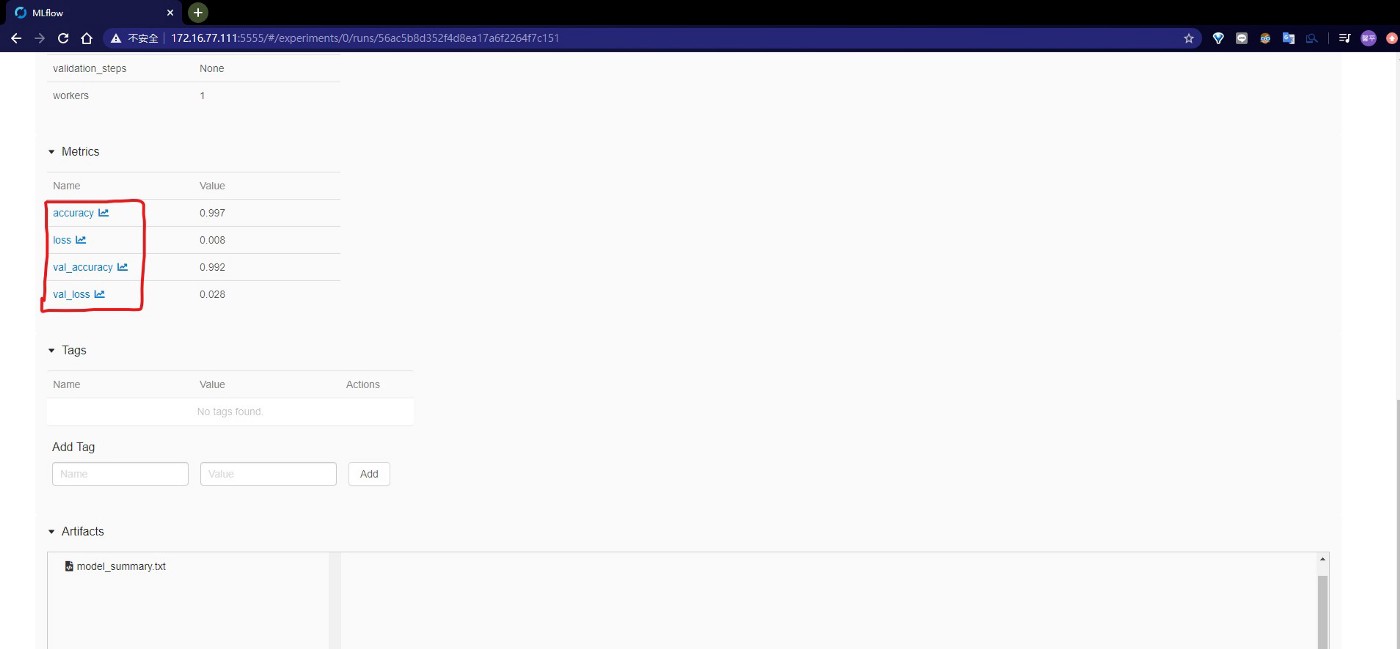 MLflow
不安全 172.16.77.111:5555/#/experiments/0/runs/56ac5b8d352f4d8ea17a6f2264f7c151
validation_steps None
workers 1
Metrics
Name Value
accuracy 0.997
loss 0.008
val_accuracy 0.992
val_loss 0.028
Tags
Name Value Actions
No tags found.
Add Tag
Name Value Add
Artifacts
model_summary.txt